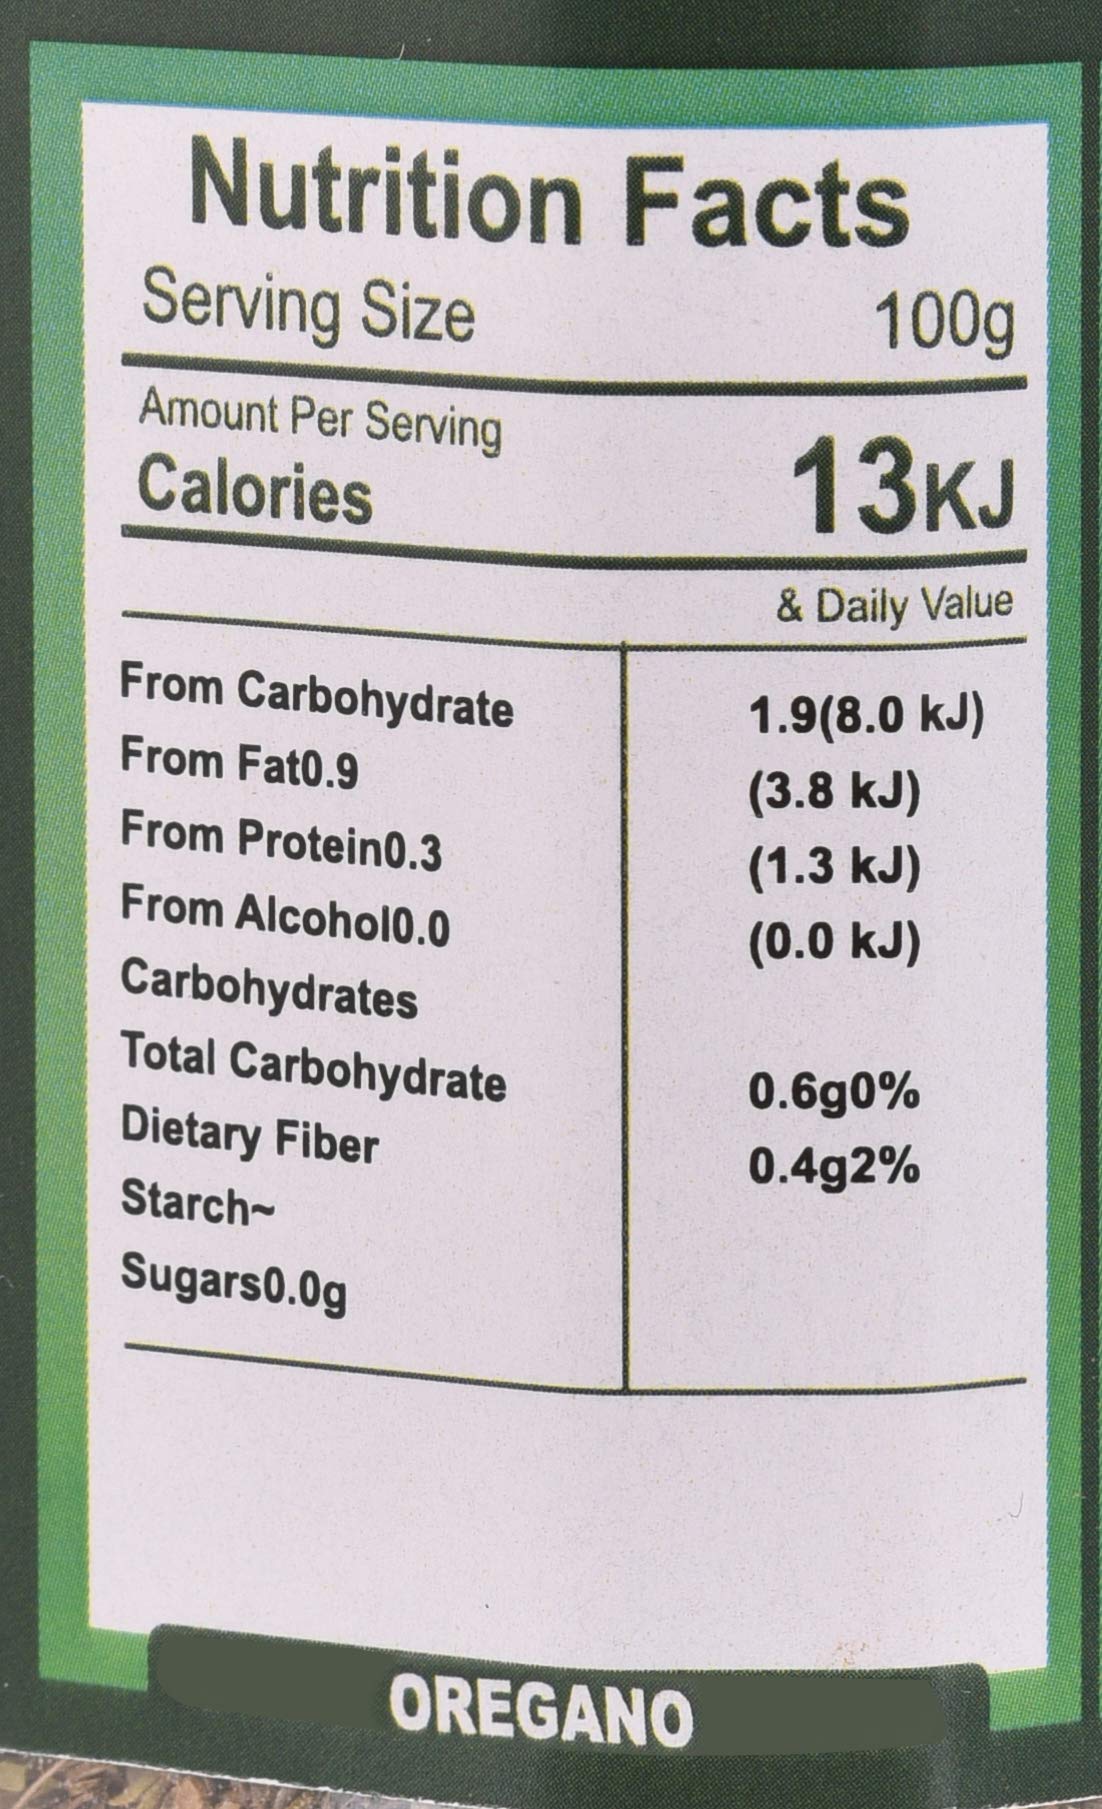 Nutrition Facts
Serving Size 100g
Amount Per Serving
Calories 13KJ
& Daily Value
From Carbohydrate 1.9(8.0 kJ)
From Fat0.9 (3.8 kJ)
From Protein0.3 (1.3 kJ)
From Alcohol0.0 (0.0 kJ)
Carbohydrates
Total Carbohydrate 0.6g0%
Dietary Fiber 0.4g2%
Starch~
Sugars0.0g
OREGANO